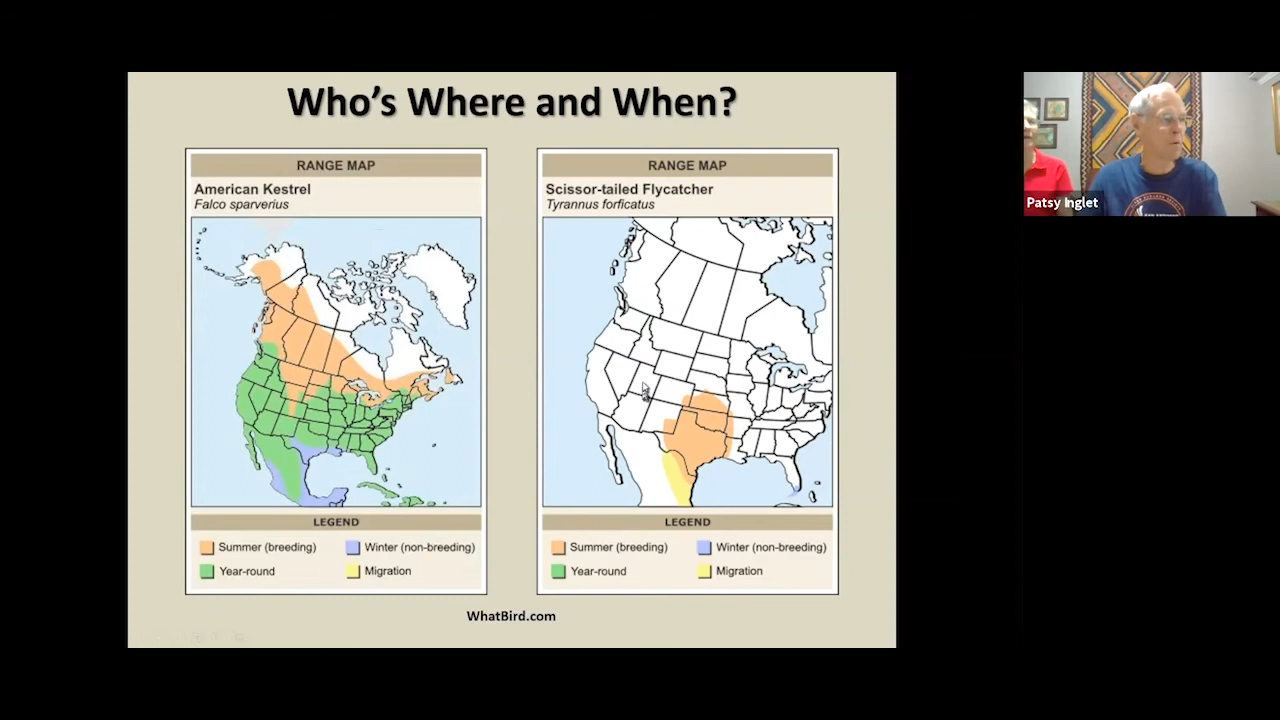 Who's Where and When?
RANGE MAP
American Kestrel
Falco sparverius
LEGEND
Summer (breeding)
Winter (non-breeding)
Year-round
Migration
RANGE MAP
Scissor-tailed Flycatcher
Tyrannus forficatus
LEGEND
Summer (breeding)
Winter (non-breeding)
Year-round
Migration
WhatBird.com
Patsy Inglet